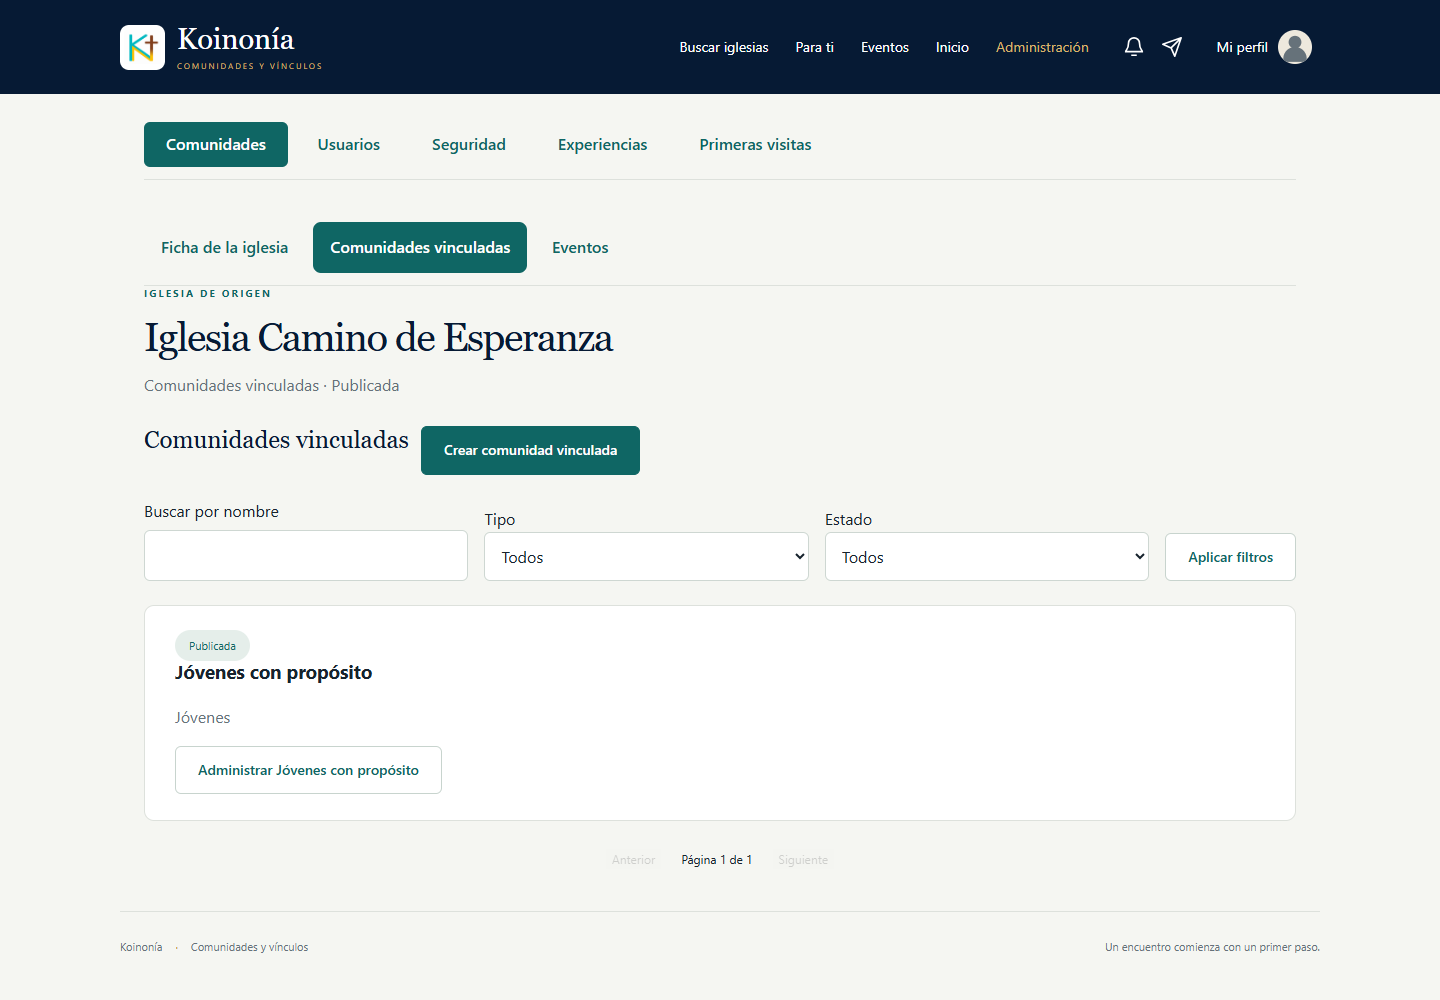 Koinonía
COMUNIDADES Y VÍNCULOS
Buscar iglesias Para ti Eventos Inicio Administración Mi perfil
Comunidades Usuarios Seguridad Experiencias Primeras visitas
Ficha de la iglesia Comunidades vinculadas Eventos
IGLESIA DE ORIGEN
Iglesia Camino de Esperanza
Comunidades vinculadas · Publicada
Comunidades vinculadas Crear comunidad vinculada
Buscar por nombre Tipo Estado
Todos Todos Aplicar filtros
Publicada
Jóvenes con propósito
Jóvenes
Administrar Jóvenes con propósito
Anterior Página 1 de 1 Siguiente
Koinonía · Comunidades y vínculos Un encuentro comienza con un primer paso.